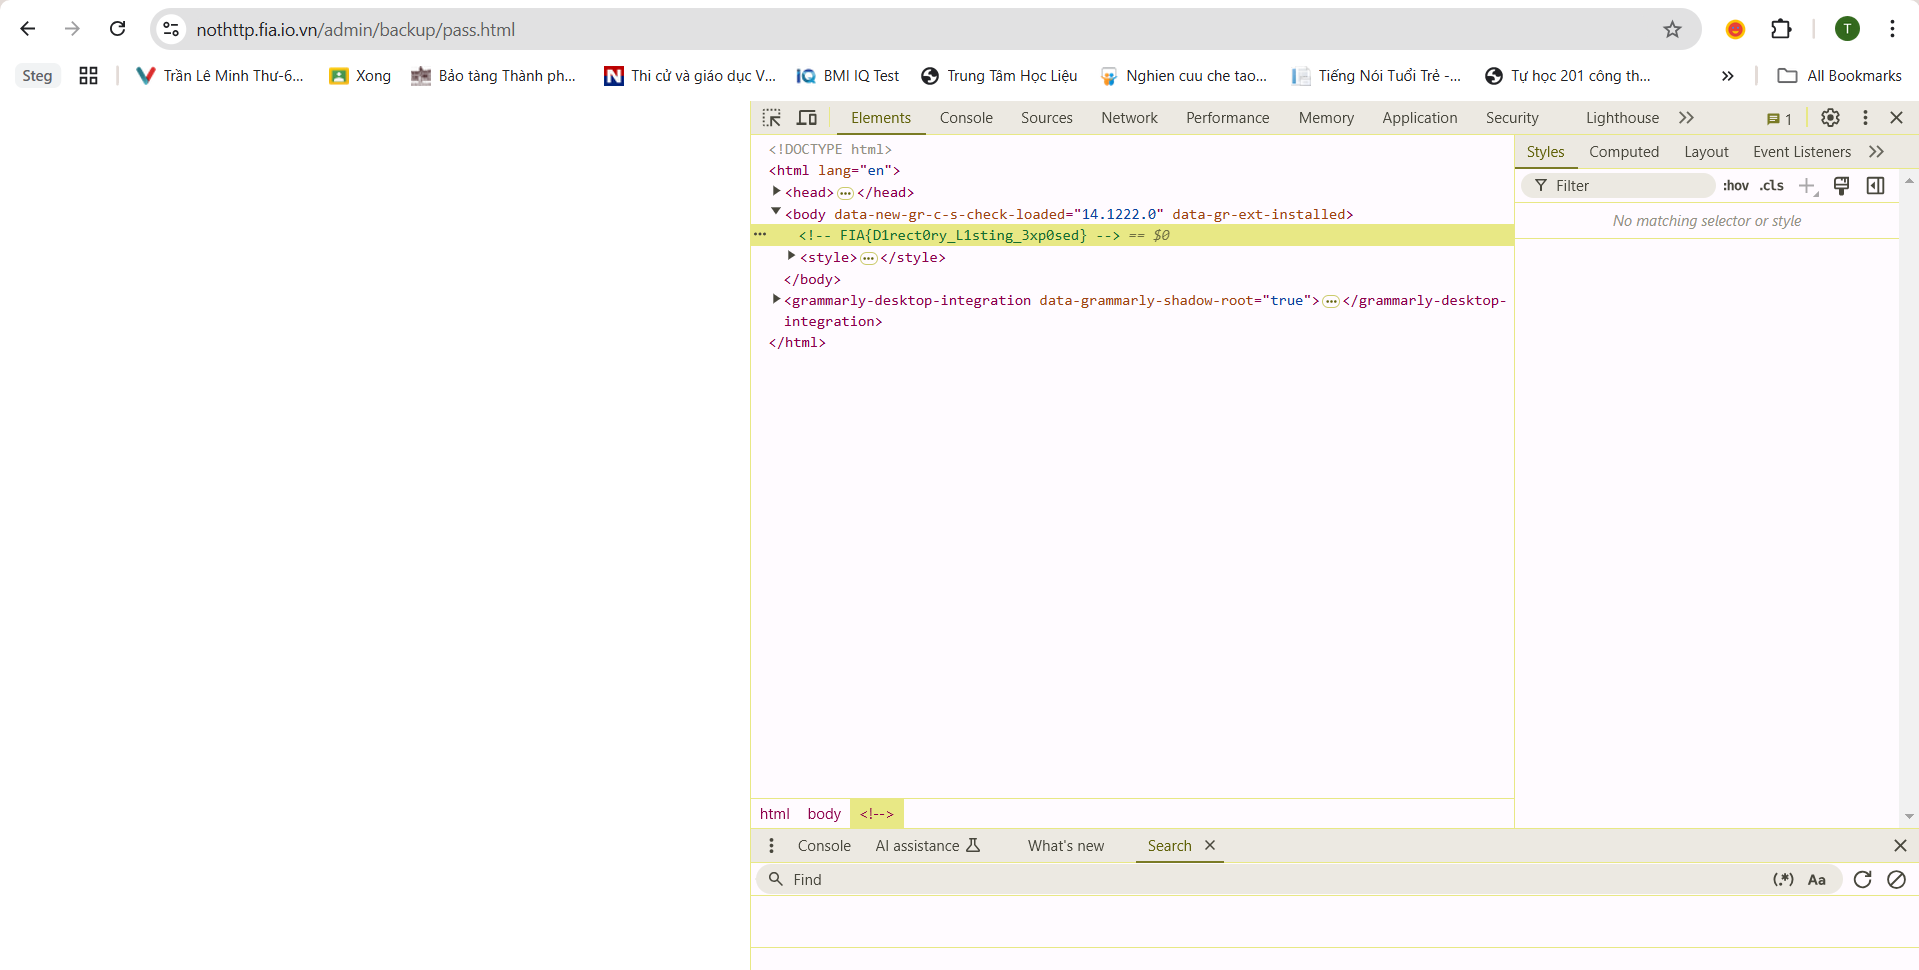 nothttp.fia.io.vn/admin/backup/pass.html
T
Steg
Trần Lê Minh Thư-6...
Xong
Bảo tàng Thành ph...
Thi cử và giáo dục V...
BMI IQ Test
Trung Tâm Học Liệu
Nghien cuu che tao...
Tiếng Nói Tuổi Trẻ -...
Tự học 201 công th...
»
All Bookmarks
Elements Console Sources Network Performance Memory Application Security Lighthouse 1
<!DOCTYPE html>
<html lang="en">
<head>…</head>
<body data-new-gr-c-s-check-loaded="14.1222.0" data-gr-ext-installed>
<!-- FIA{D1rect0ry_L1sting_3xp0sed} --> == $0
<style>…</style>
</body>
<grammarly-desktop-integration data-grammarly-shadow-root="true">…</grammarly-desktop-
integration>
</html>
Styles Computed Layout Event Listeners
Filter :hov .cls
No matching selector or style
html body <!-->
Console AI assistance What's new Search
Find (.*) Aa